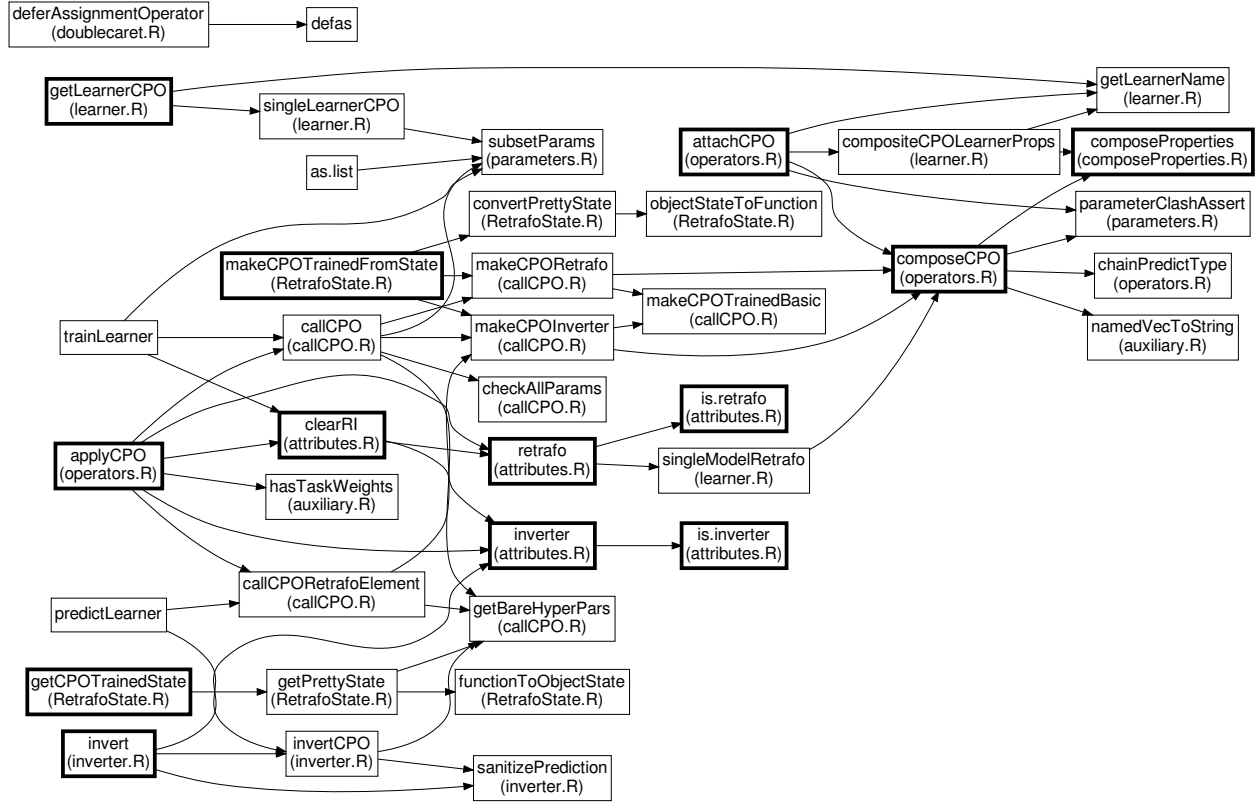 deferAssignmentOperator
(doublecaret.R)
defas
getLearnerCPO
(learner.R)
singleLearnerCPO
(learner.R)
as.list
subsetParams
(parameters.R)
attachCPO
(operators.R)
compositeCPOLearnerProps
(learner.R)
getLearnerName
(learner.R)
composeProperties
(composeProperties.R)
convertPrettyState
(RetrafoState.R)
objectStateToFunction
(RetrafoState.R)
parameterClashAssert
(parameters.R)
makeCPOTrainedFromState
(RetrafoState.R)
makeCPORetrafo
(callCPO.R)
composeCPO
(operators.R)
chainPredictType
(operators.R)
makeCPOTrainedBasic
(callCPO.R)
trainLearner
callCPO
(callCPO.R)
makeCPOInverter
(callCPO.R)
namedVecToString
(auxiliary.R)
checkAllParams
(callCPO.R)
is.retrafo
(attributes.R)
applyCPO
(operators.R)
clearRI
(attributes.R)
retrafo
(attributes.R)
singleModelRetrafo
(learner.R)
hasTaskWeights
(auxiliary.R)
inverter
(attributes.R)
is.inverter
(attributes.R)
predictLearner
callCPORetrafoElement
(callCPO.R)
getBareHyperPars
(callCPO.R)
getCPOTrainedState
(RetrafoState.R)
getPrettyState
(RetrafoState.R)
functionToObjectState
(RetrafoState.R)
invert
(inverter.R)
invertCPO
(inverter.R)
sanitizePrediction
(inverter.R)